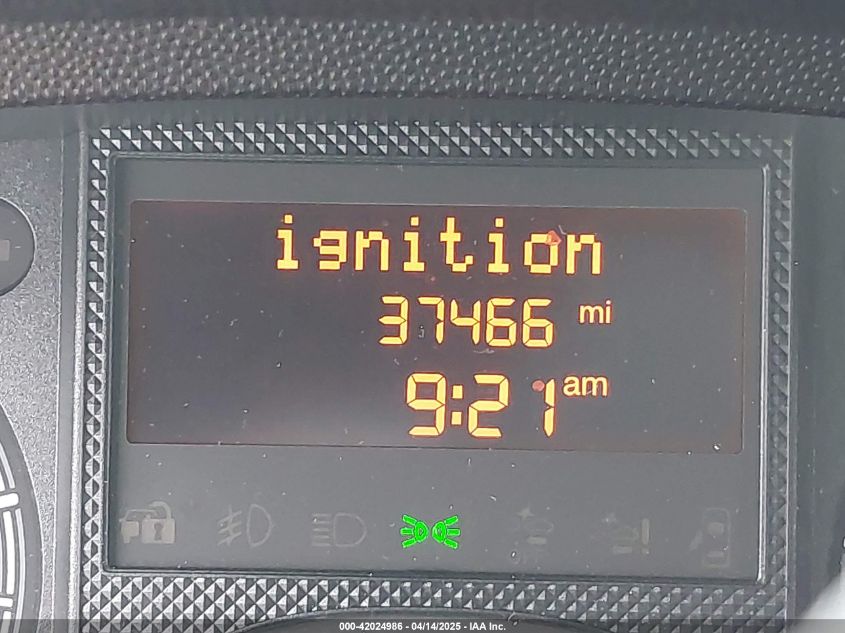 ignition
37466 mi
9:21 am
000-42024986 - 04/14/2025 - IAA Inc.